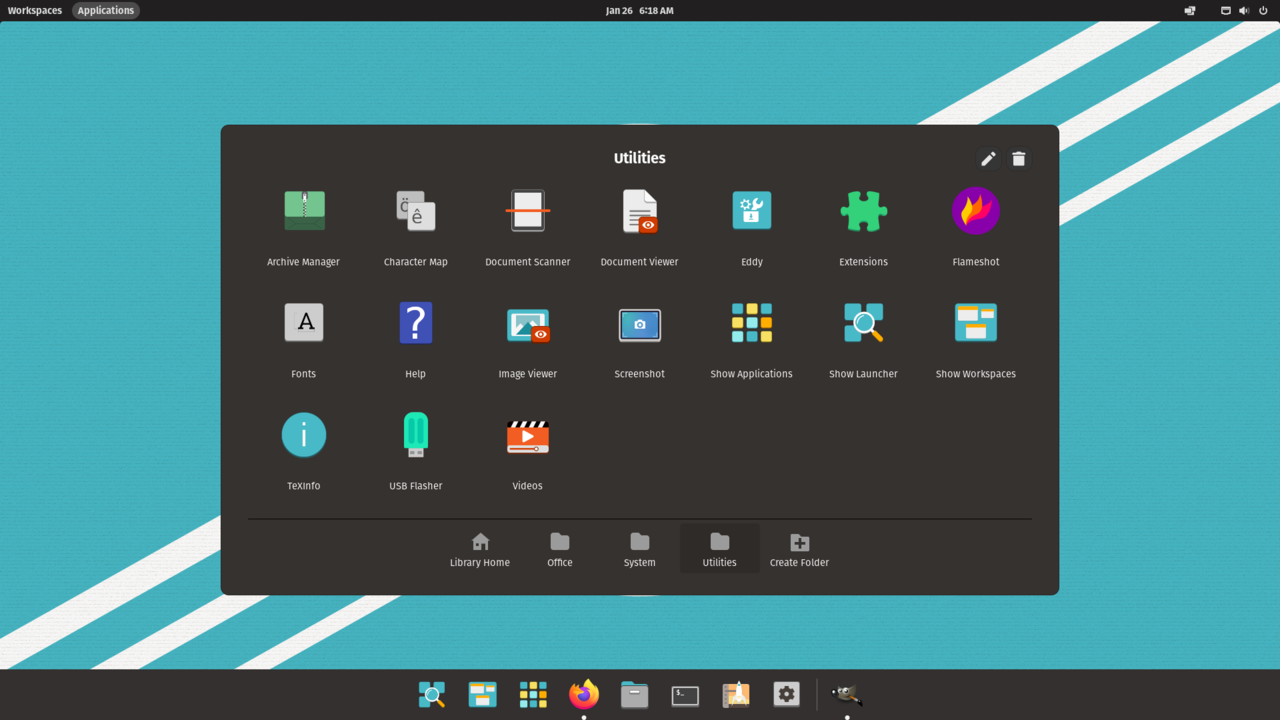 Workspaces Applications Jan 26 6:18 AM
Utilities
Archive Manager Character Map Document Scanner Document Viewer Eddy Extensions Flameshot
Fonts Help Image Viewer Screenshot Show Applications Show Launcher Show Workspaces
TeXInfo USB Flasher Videos
Library Home Office System Utilities Create Folder